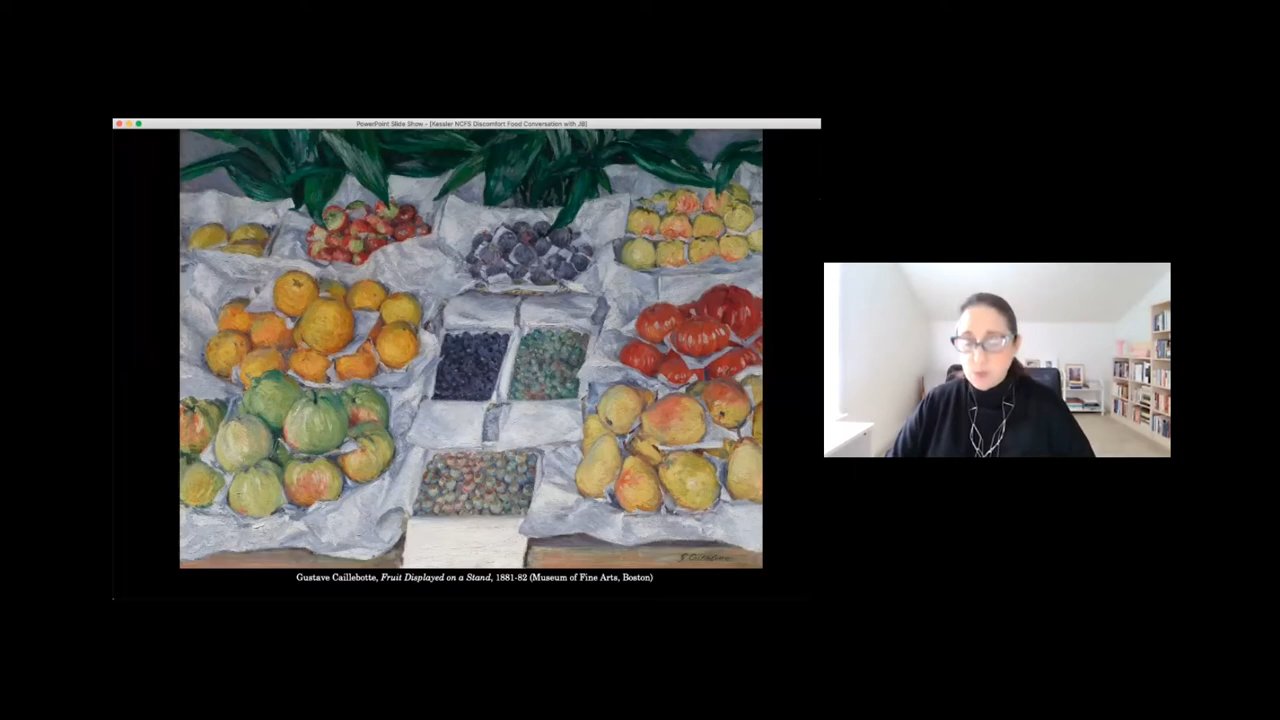 PowerPoint Slide Show - [Kessler NCFS Discomfort Food Conversation with JB]
G. Caillebotte
Gustave Caillebotte, Fruit Displayed on a Stand, 1881-82 (Museum of Fine Arts, Boston)